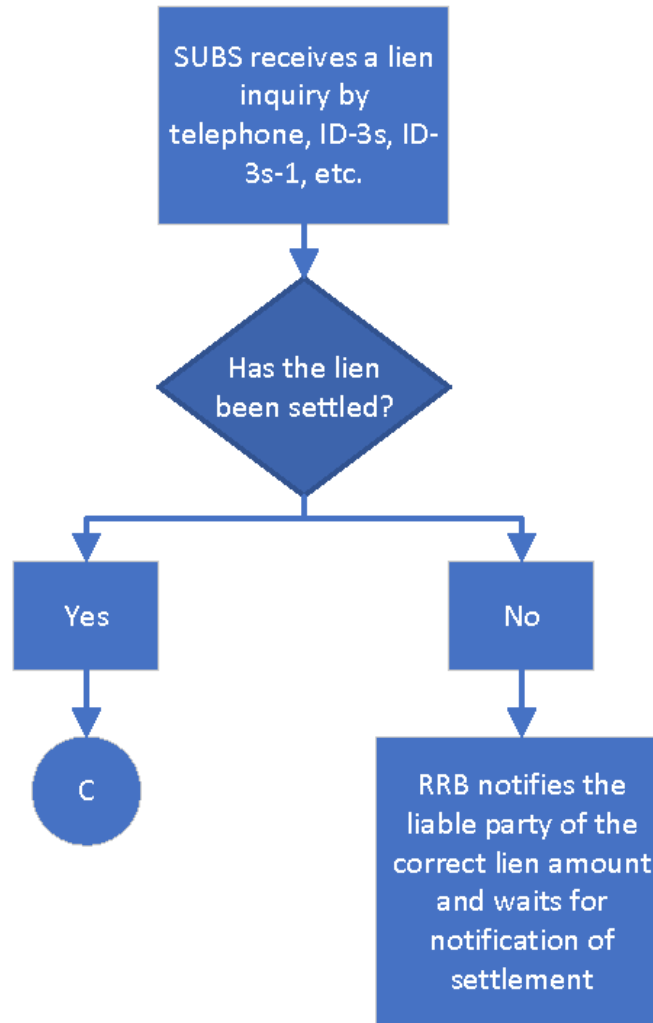 SUBS receives a lien
inquiry by
telephone, ID-3s, ID-
3s-1, etc.
Has the lien
been settled?
Yes
No
C
RRB notifies the
liable party of the
correct lien amount
and waits for
notification of
settlement